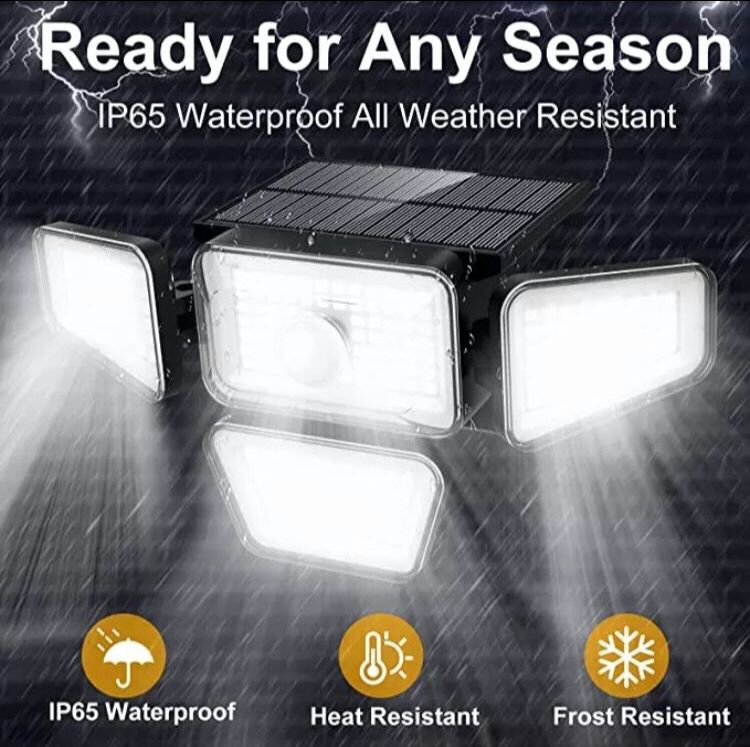 Ready for Any Season
IP65 Waterproof All Weather Resistant
IP65 Waterproof
Heat Resistant
Frost Resistant